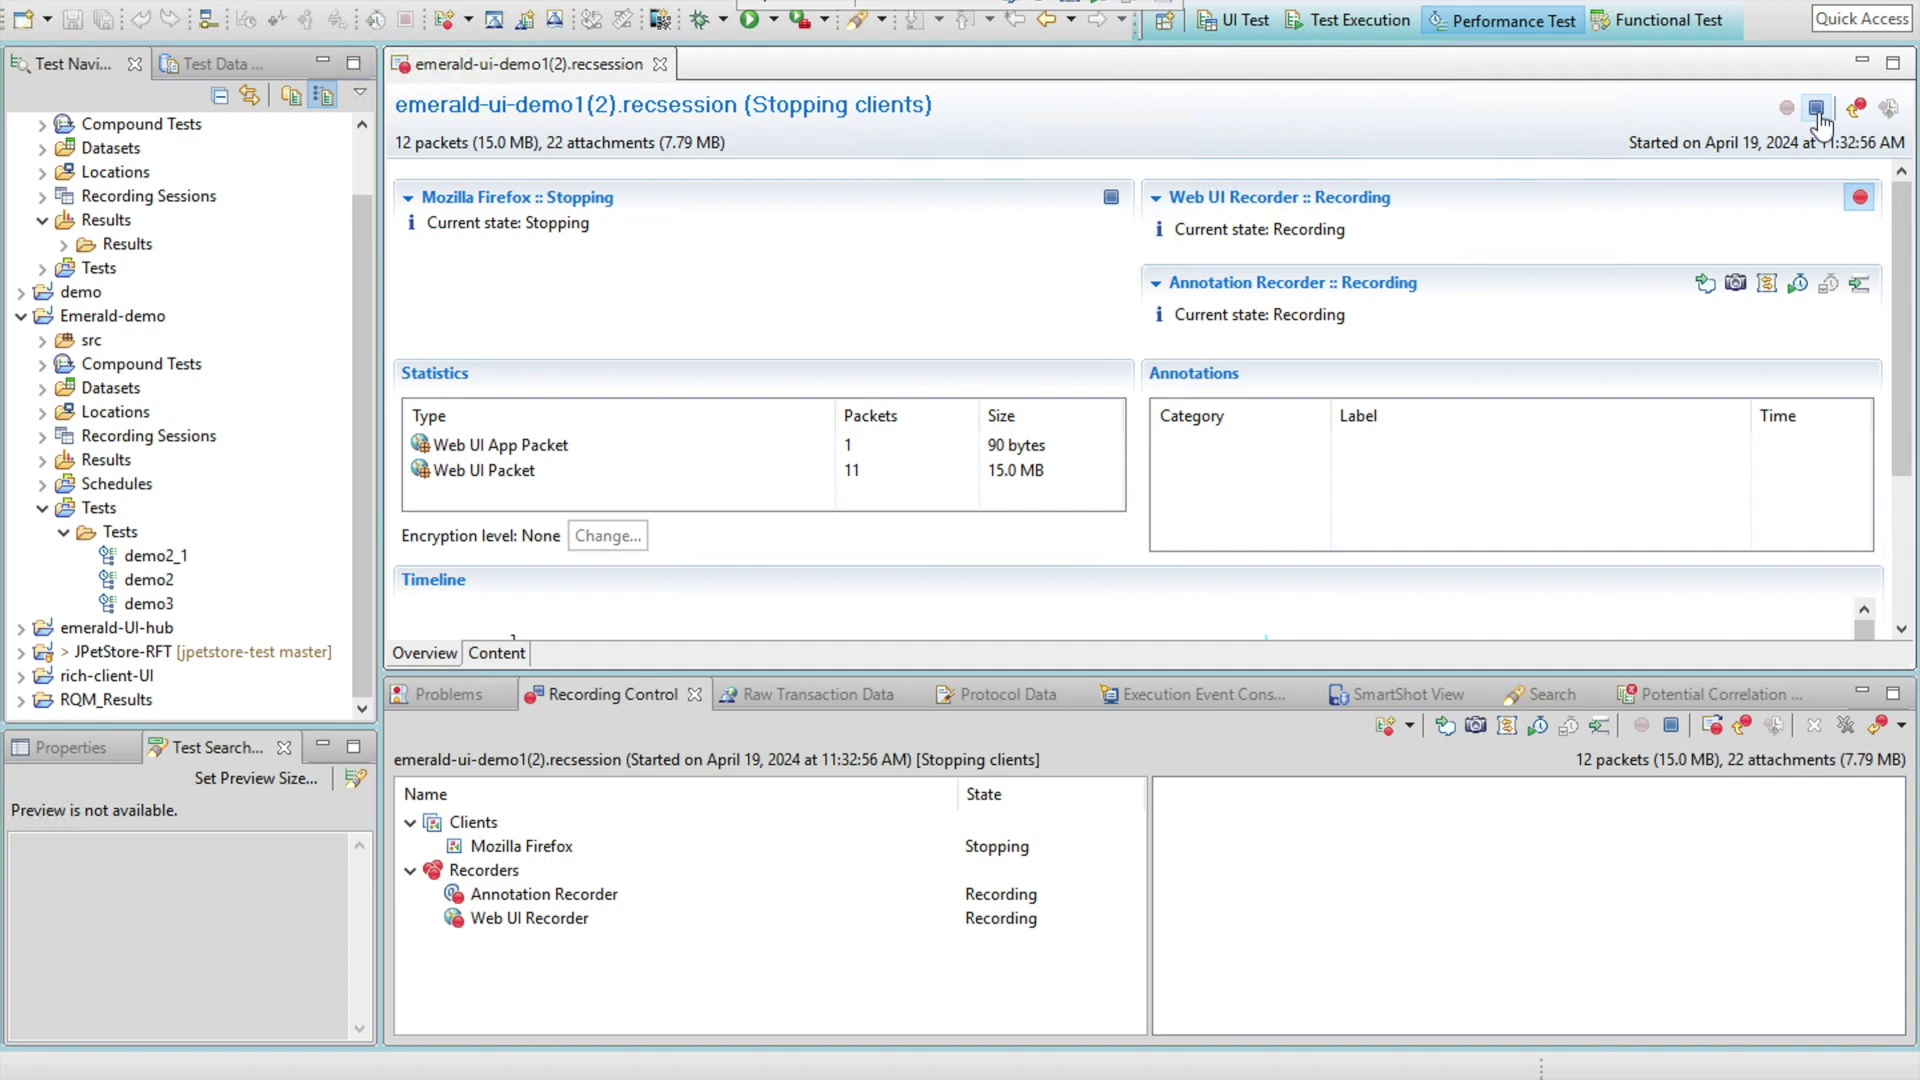 UI Test Test Execution Performance Test Functional Test Quick Access
Test Navi... Test Data ...
Compound Tests
Datasets
Locations
Recording Sessions
Results
Results
Tests
demo
Emerald-demo
src
Compound Tests
Datasets
Locations
Recording Sessions
Results
Schedules
Tests
Tests
demo2_1
demo2
demo3
emerald-UI-hub
> JPetStore-RFT [jpetstore-test master]
rich-client-UI
RQM_Results
Properties Test Search...
Set Preview Size...
Preview is not available.
emerald-ui-demo1(2).recsession
emerald-ui-demo1(2).recsession (Stopping clients)
12 packets (15.0 MB), 22 attachments (7.79 MB) Started on April 19, 2024 at 11:32:56 AM
Mozilla Firefox :: Stopping
Current state: Stopping
Web UI Recorder :: Recording
Current state: Recording
Annotation Recorder :: Recording
Current state: Recording
Statistics
Type Packets Size
Web UI App Packet 1 90 bytes
Web UI Packet 11 15.0 MB
Encryption level: None Change...
Annotations
Category Label Time
Timeline
Overview Content
Problems Recording Control Raw Transaction Data Protocol Data Execution Event Cons... SmartShot View Search Potential Correlation ...
emerald-ui-demo1(2).recsession (Started on April 19, 2024 at 11:32:56 AM) [Stopping clients] 12 packets (15.0 MB), 22 attachments (7.79 MB)
Name State
Clients
Mozilla Firefox Stopping
Recorders
Annotation Recorder Recording
Web UI Recorder Recording